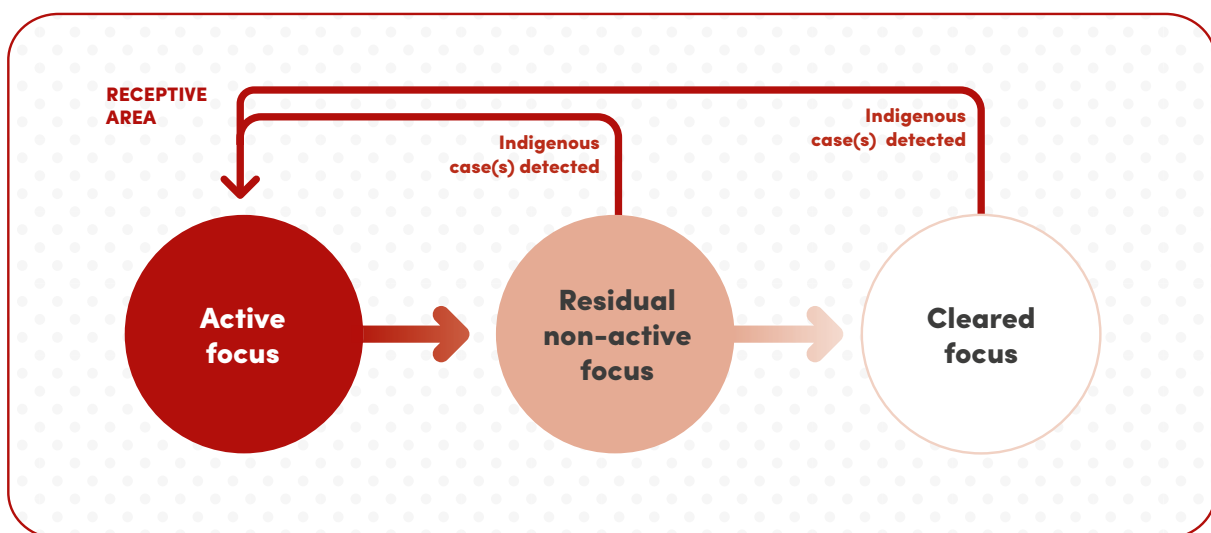 RECEPTIVE
AREA
Indigenous
case(s) detected
Indigenous
case(s) detected
Active
focus
Residual
non-active
focus
Cleared
focus